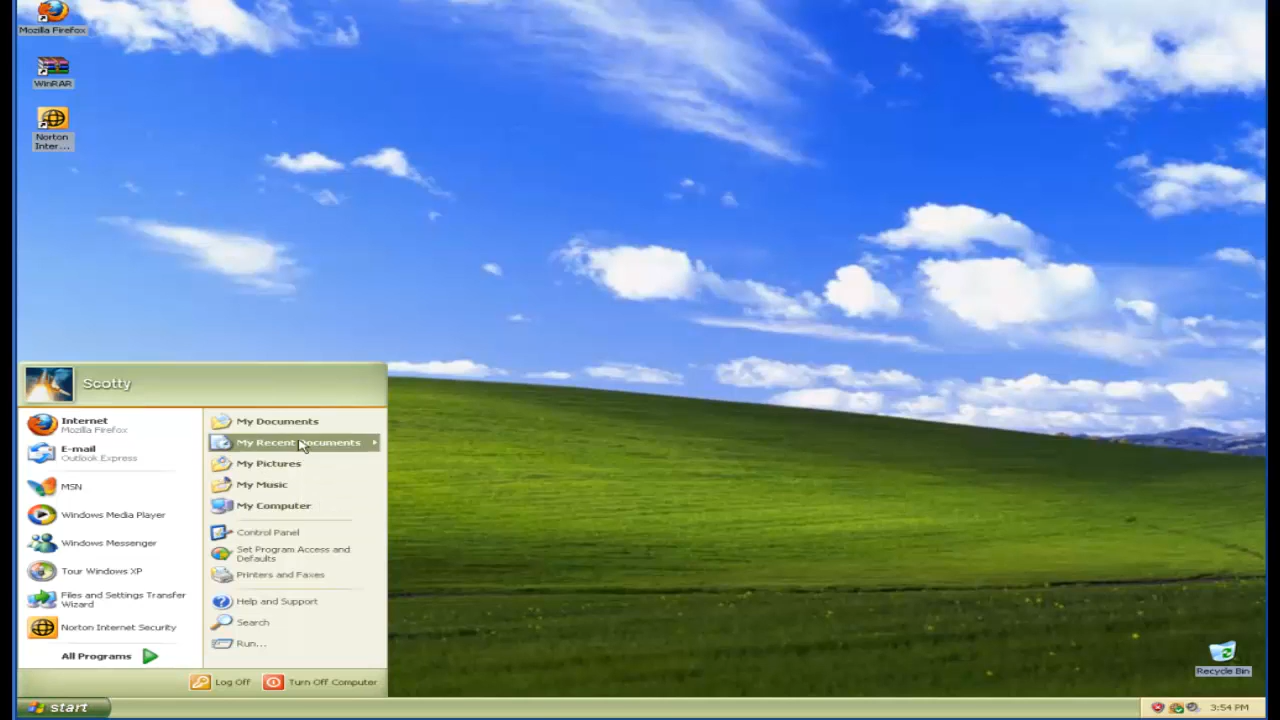 Mozilla Firefox
WinRAR
Norton
Inter...
Scotty
Internet
Mozilla Firefox
E-mail
Outlook Express
MSN
Windows Media Player
Windows Messenger
Tour Windows XP
Files and Settings Transfer
Wizard
Norton Internet Security
All Programs
My Documents
My Recent Documents
My Pictures
My Music
My Computer
Control Panel
Set Program Access and
Defaults
Printers and Faxes
Help and Support
Search
Run...
Log Off
Turn Off Computer
Recycle Bin
start
3:54 PM